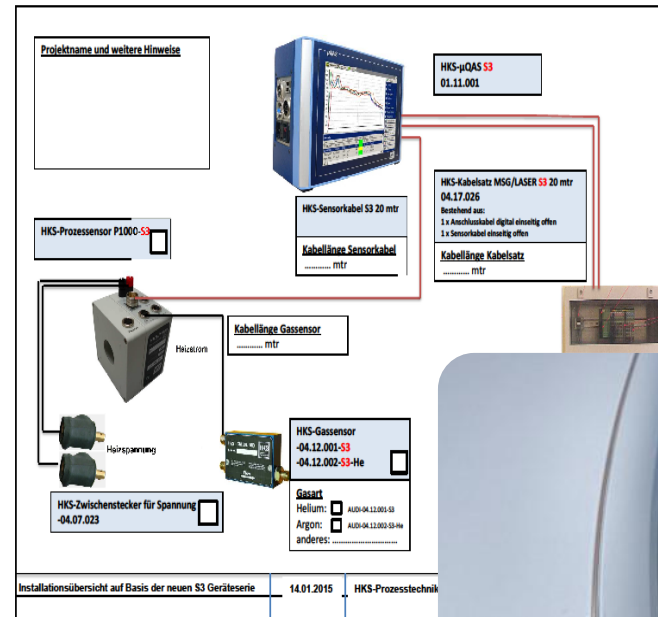 Projektname und weitere Hinweise
HKS-µQAS S3
01.11.001
HKS-Sensorkabel S3 20 mtr
Kabellänge Sensorkabel
............ mtr
HKS-Kabelsatz MSG/LASER S3 20 mtr
04.17.026
Bestehend aus:
1 x Anschlusskabel digital einseitig offen
1 x Sensorkabel einseitig offen
Kabellänge Kabelsatz
............ mtr
HKS-Prozessensor P1000-S3
Heizstrom
Kabellänge Gassensor
............ mtr
Heizspannung
HKS-Gassensor
-04.12.001-S3
-04.12.002-S3-He
HKS-Zwischenstecker für Spannung
-04.07.023
Gasart
Helium: AUDI-04.12.001-S3
Argon: AUDI-04.12.002-S3-He
anderes: ............................
Installationsübersicht auf Basis der neuen S3 Geräteserie 14.01.2015 HKS-Prozesstechnik